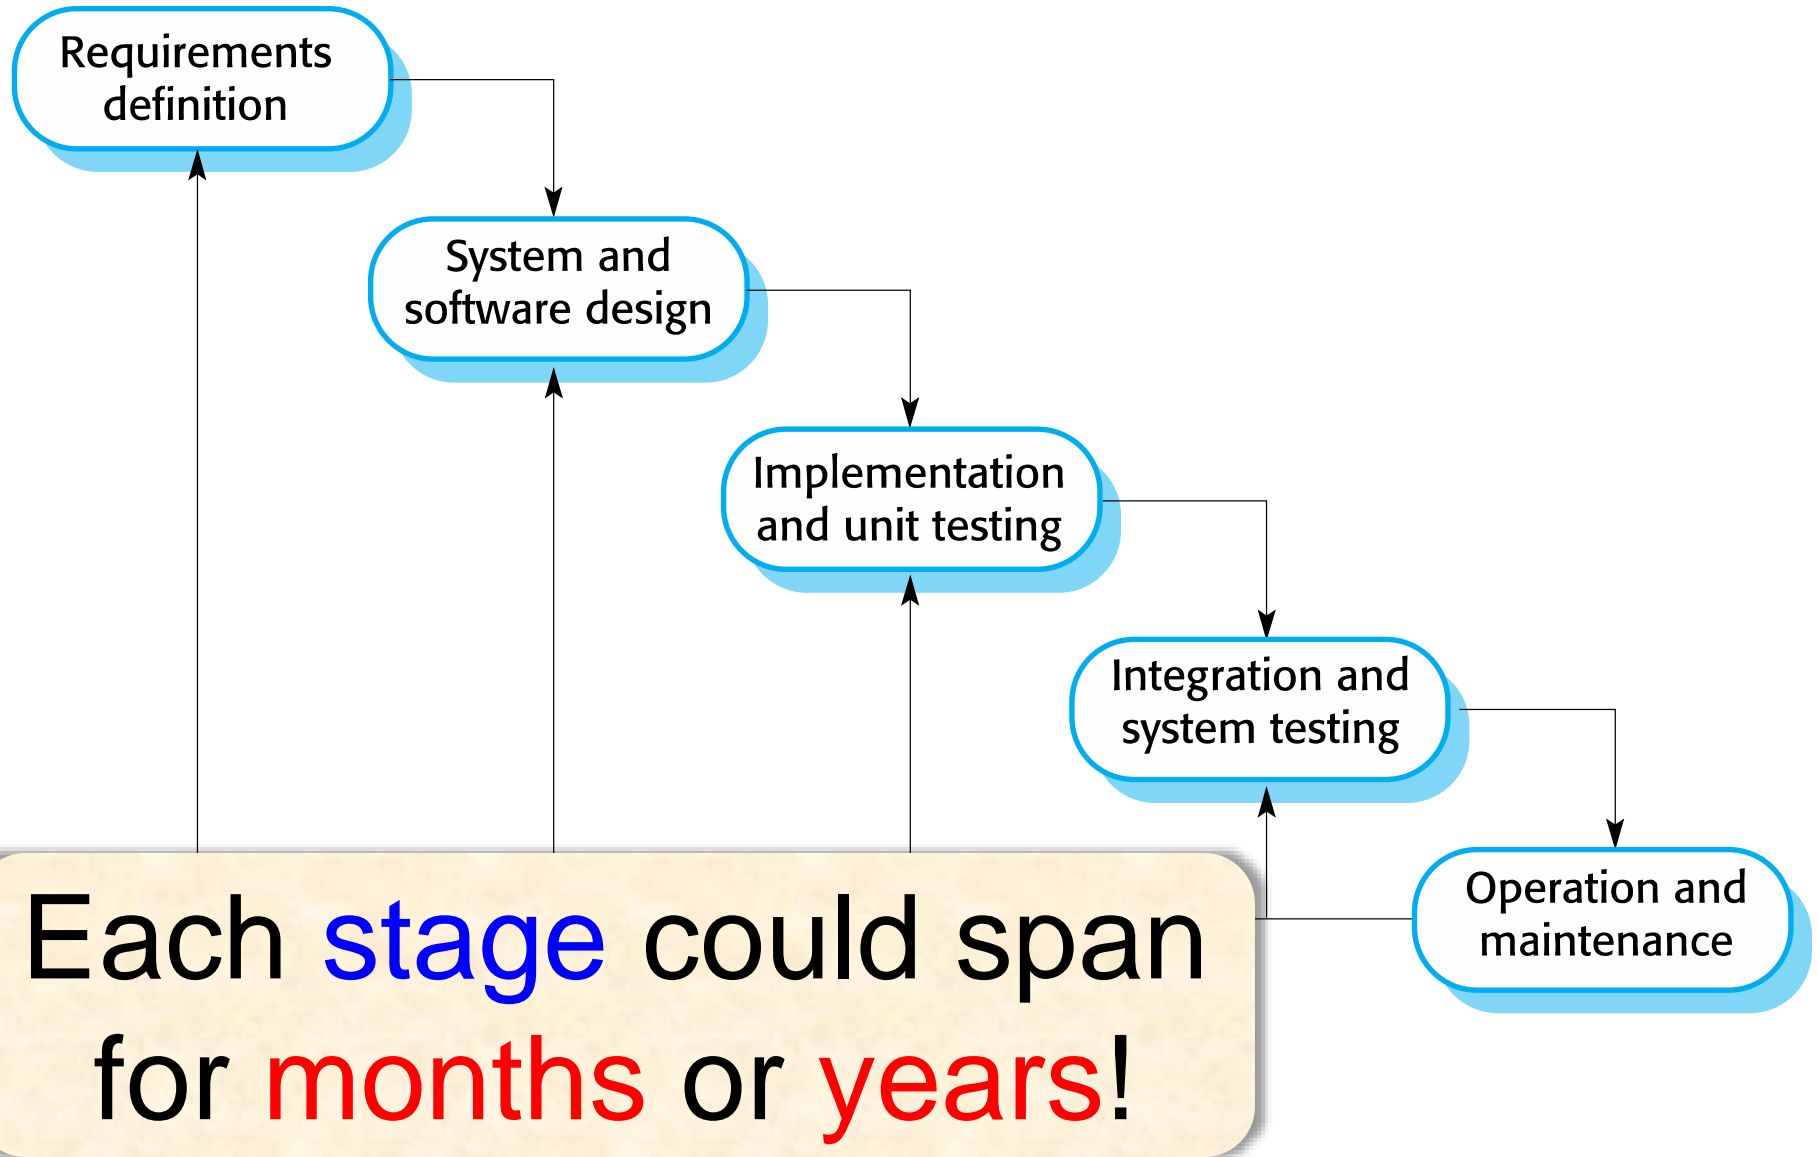 Requirements
definition
System and
software design
Implementation
and unit testing
Integration and
system testing
Operation and
maintenance
Each stage could span
for months or years!